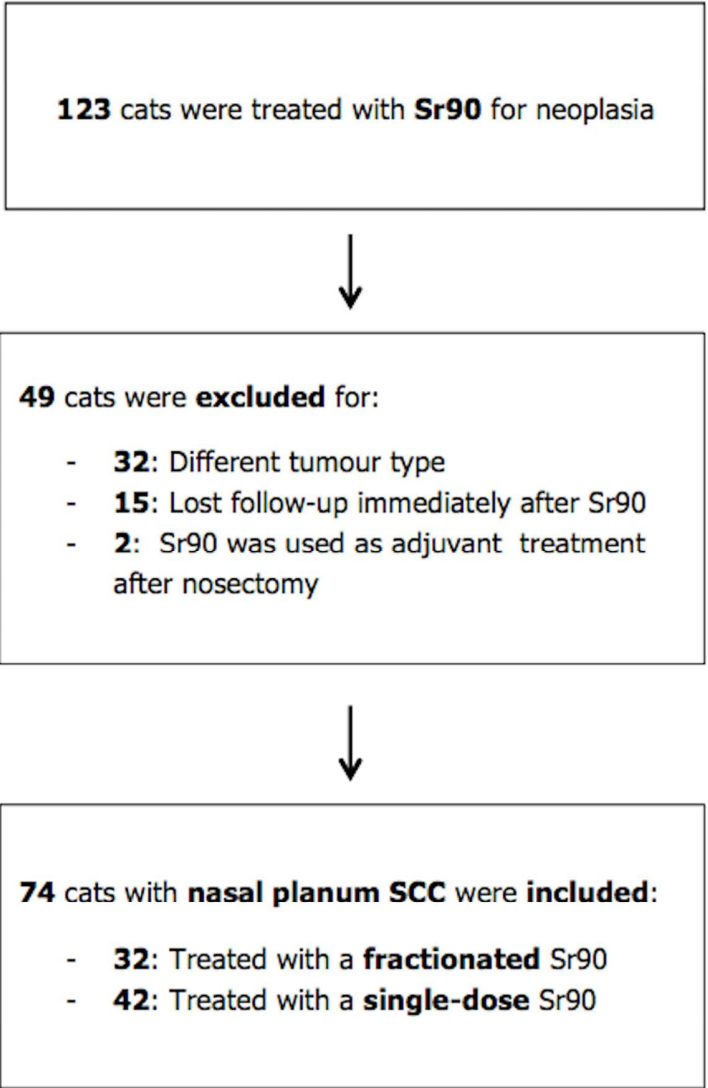 123 cats were treated with Sr90 for neoplasia
49 cats were excluded for:
- 32: Different tumour type
- 15: Lost follow-up immediately after Sr90
- 2: Sr90 was used as adjuvant treatment
after nosectomy
74 cats with nasal planum SCC were included:
- 32: Treated with a fractionated Sr90
- 42: Treated with a single-dose Sr90